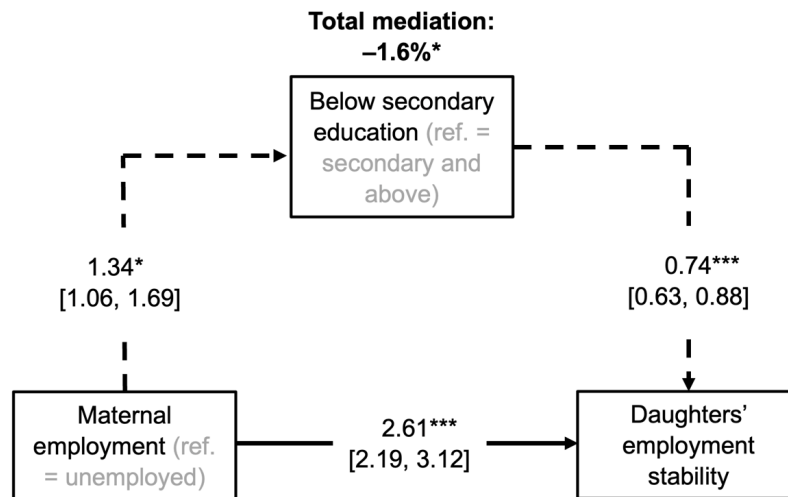 Total mediation:
–1.6%*
Below secondary
education (ref. =
secondary and
above)
1.34*
[1.06, 1.69]
0.74***
[0.63, 0.88]
Maternal
employment (ref.
= unemployed)
2.61***
[2.19, 3.12]
Daughters’
employment
stability